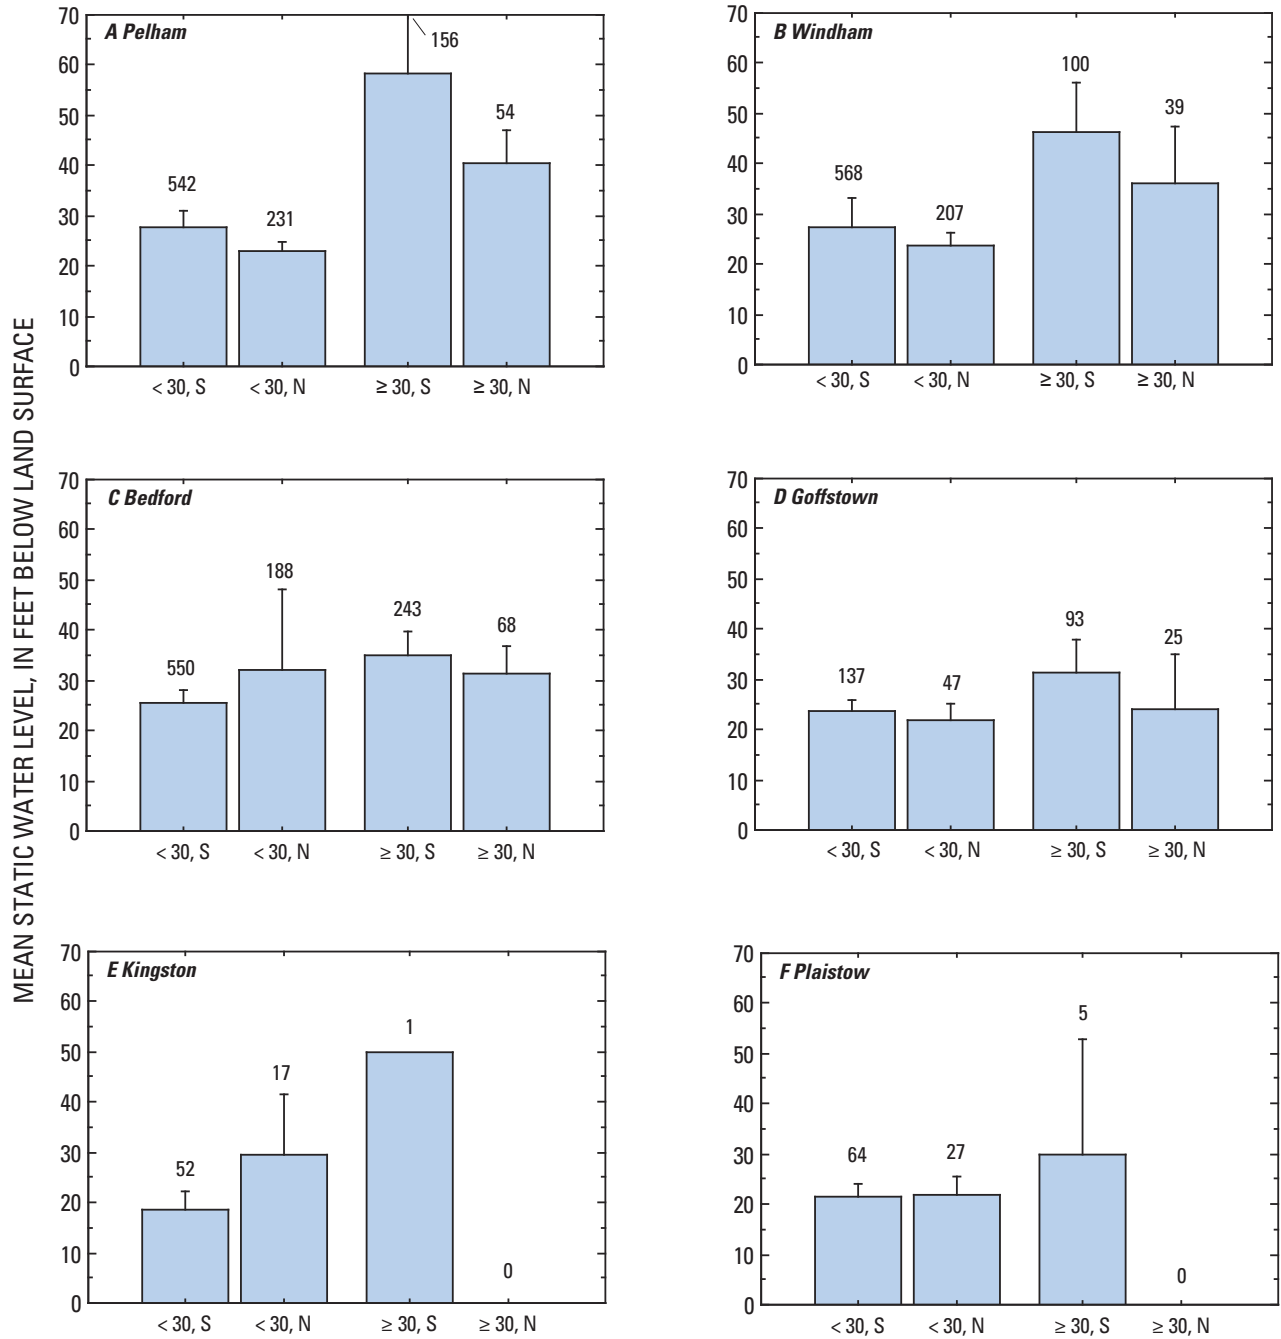 MEAN STATIC WATER LEVEL, IN FEET BELOW LAND SURFACE
A Pelham
70
60
50
40
30
20
10
0
542
231
156
54
< 30, S
< 30, N
≥ 30, S
≥ 30, N
B Windham
70
60
50
40
30
20
10
0
568
207
100
39
< 30, S
< 30, N
≥ 30, S
≥ 30, N
C Bedford
70
60
50
40
30
20
10
0
550
188
243
68
< 30, S
< 30, N
≥ 30, S
≥ 30, N
D Goffstown
70
60
50
40
30
20
10
0
137
47
93
25
< 30, S
< 30, N
≥ 30, S
≥ 30, N
E Kingston
70
60
50
40
30
20
10
0
52
17
1
0
< 30, S
< 30, N
≥ 30, S
≥ 30, N
F Plaistow
70
60
50
40
30
20
10
0
64
27
5
0
< 30, S
< 30, N
≥ 30, S
≥ 30, N